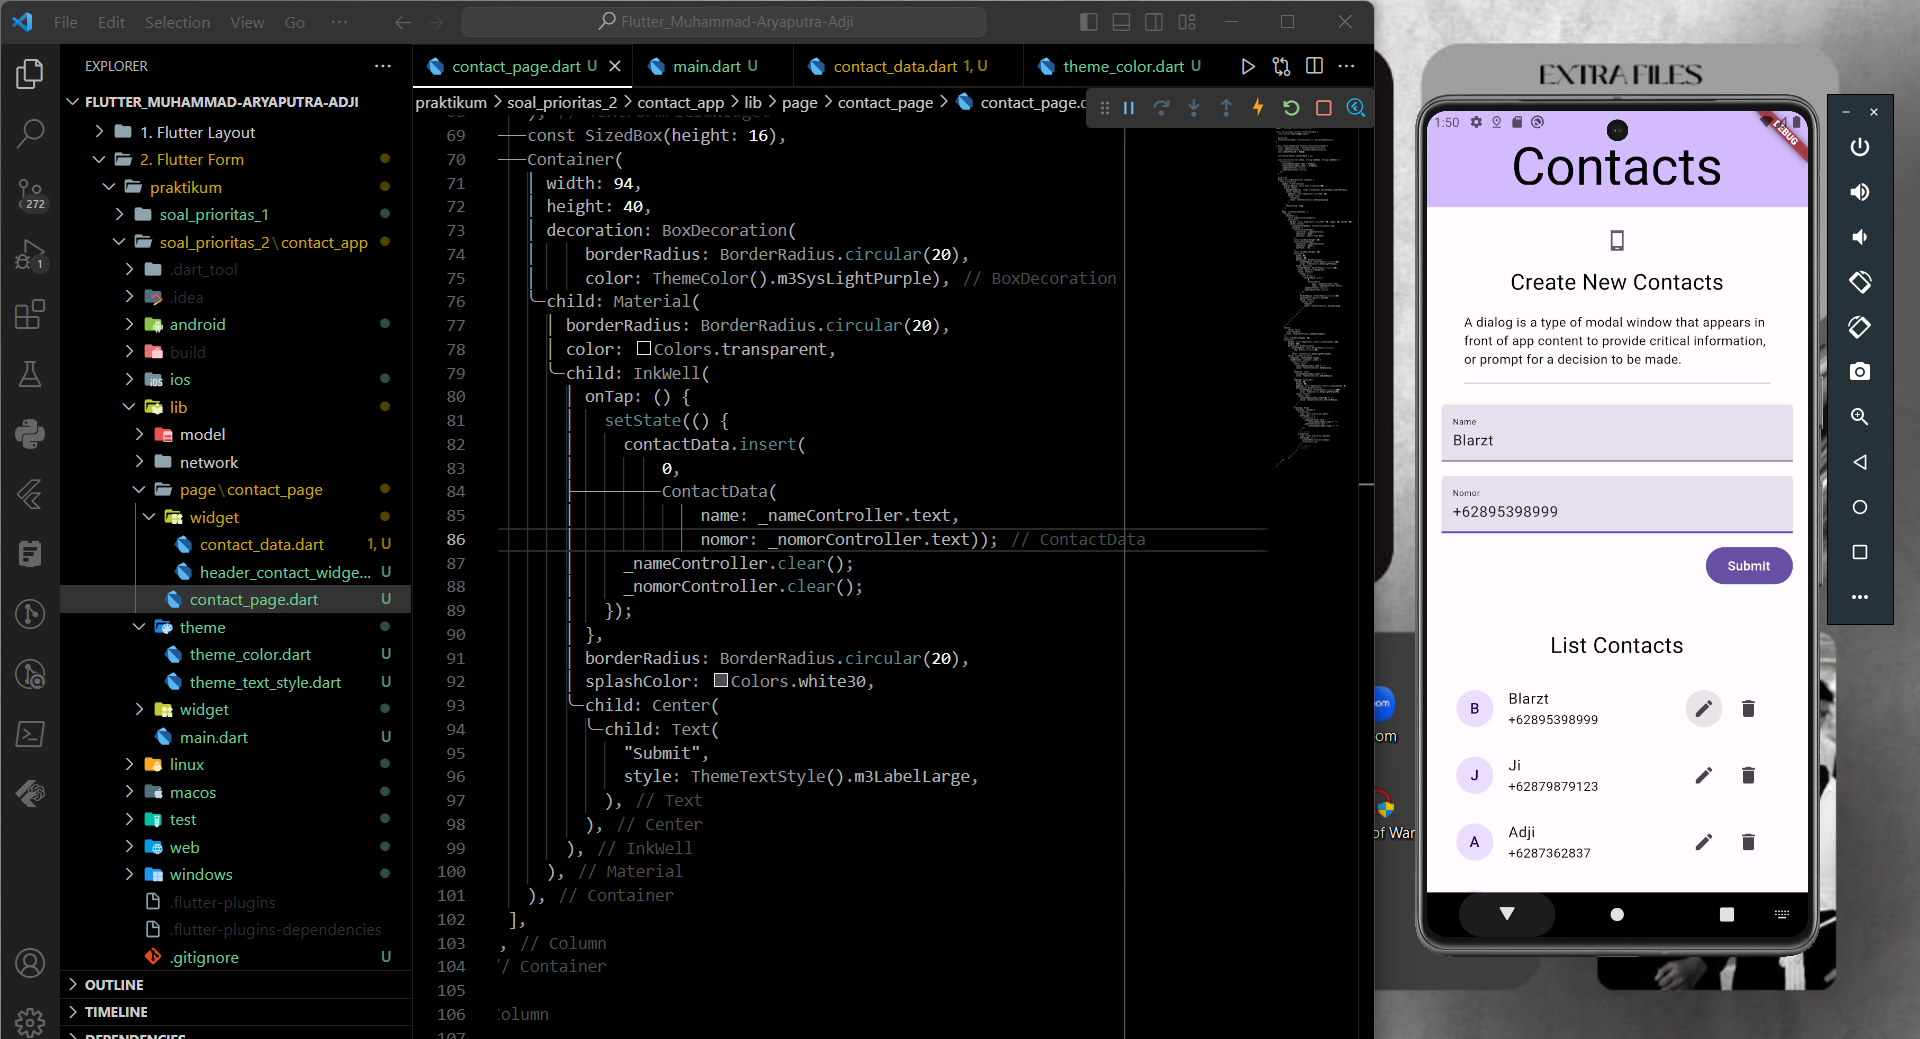 File Edit Selection View Go ··· Flutter_Muhammad-Aryaputra-Adji
EXPLORER
FLUTTER_MUHAMMAD-ARYAPUTRA-ADJI
1. Flutter Layout
2. Flutter Form
praktikum
soal_prioritas_1
soal_prioritas_2\contact_app
.dart_tool
.idea
android
build
ios
lib
model
network
page\contact_page
widget
contact_data.dart 1, U
header_contact_widge... U
contact_page.dart U
theme
theme_color.dart U
theme_text_style.dart U
widget
main.dart U
linux
macos
test
web
windows
.flutter-plugins
.flutter-plugins-dependencies
.gitignore U
OUTLINE
TIMELINE
DEPENDENCIES
272
1
contact_page.dart U main.dart U contact_data.dart 1, U theme_color.dart U
praktikum > soal_prioritas_2 > contact_app > lib > page > contact_page > contact_page.c
68 ), // TextFormFieldWidget
69 const SizedBox(height: 16),
70 Container(
71 width: 94,
72 height: 40,
73 decoration: BoxDecoration(
74 borderRadius: BorderRadius.circular(20),
75 color: ThemeColor().m3SysLightPurple), // BoxDecoration
76 child: Material(
77 borderRadius: BorderRadius.circular(20),
78 color: Colors.transparent,
79 child: InkWell(
80 onTap: () {
81 setState(() {
82 contactData.insert(
83 0,
84 ContactData(
85 name: _nameController.text,
86 nomor: _nomorController.text)); // ContactData
87 _nameController.clear();
88 _nomorController.clear();
89 });
90 },
91 borderRadius: BorderRadius.circular(20),
92 splashColor: Colors.white30,
93 child: Center(
94 child: Text(
95 "Submit",
96 style: ThemeTextStyle().m3LabelLarge,
97 ), // Text
98 ), // Center
99 ), // InkWell
100 ), // Material
101 ), // Container
102 ],
103 , // Column
104 // Container
105
106 :olumn
107
EXTRA FILES
om
of War
1:50
DEBUG
Contacts
Create New Contacts
A dialog is a type of modal window that appears in
front of app content to provide critical information,
or prompt for a decision to be made.
Name
Blarzt
Nomor
+62895398999
Submit
List Contacts
B Blarzt
+62895398999
J Ji
+62879879123
A Adji
+6287362837